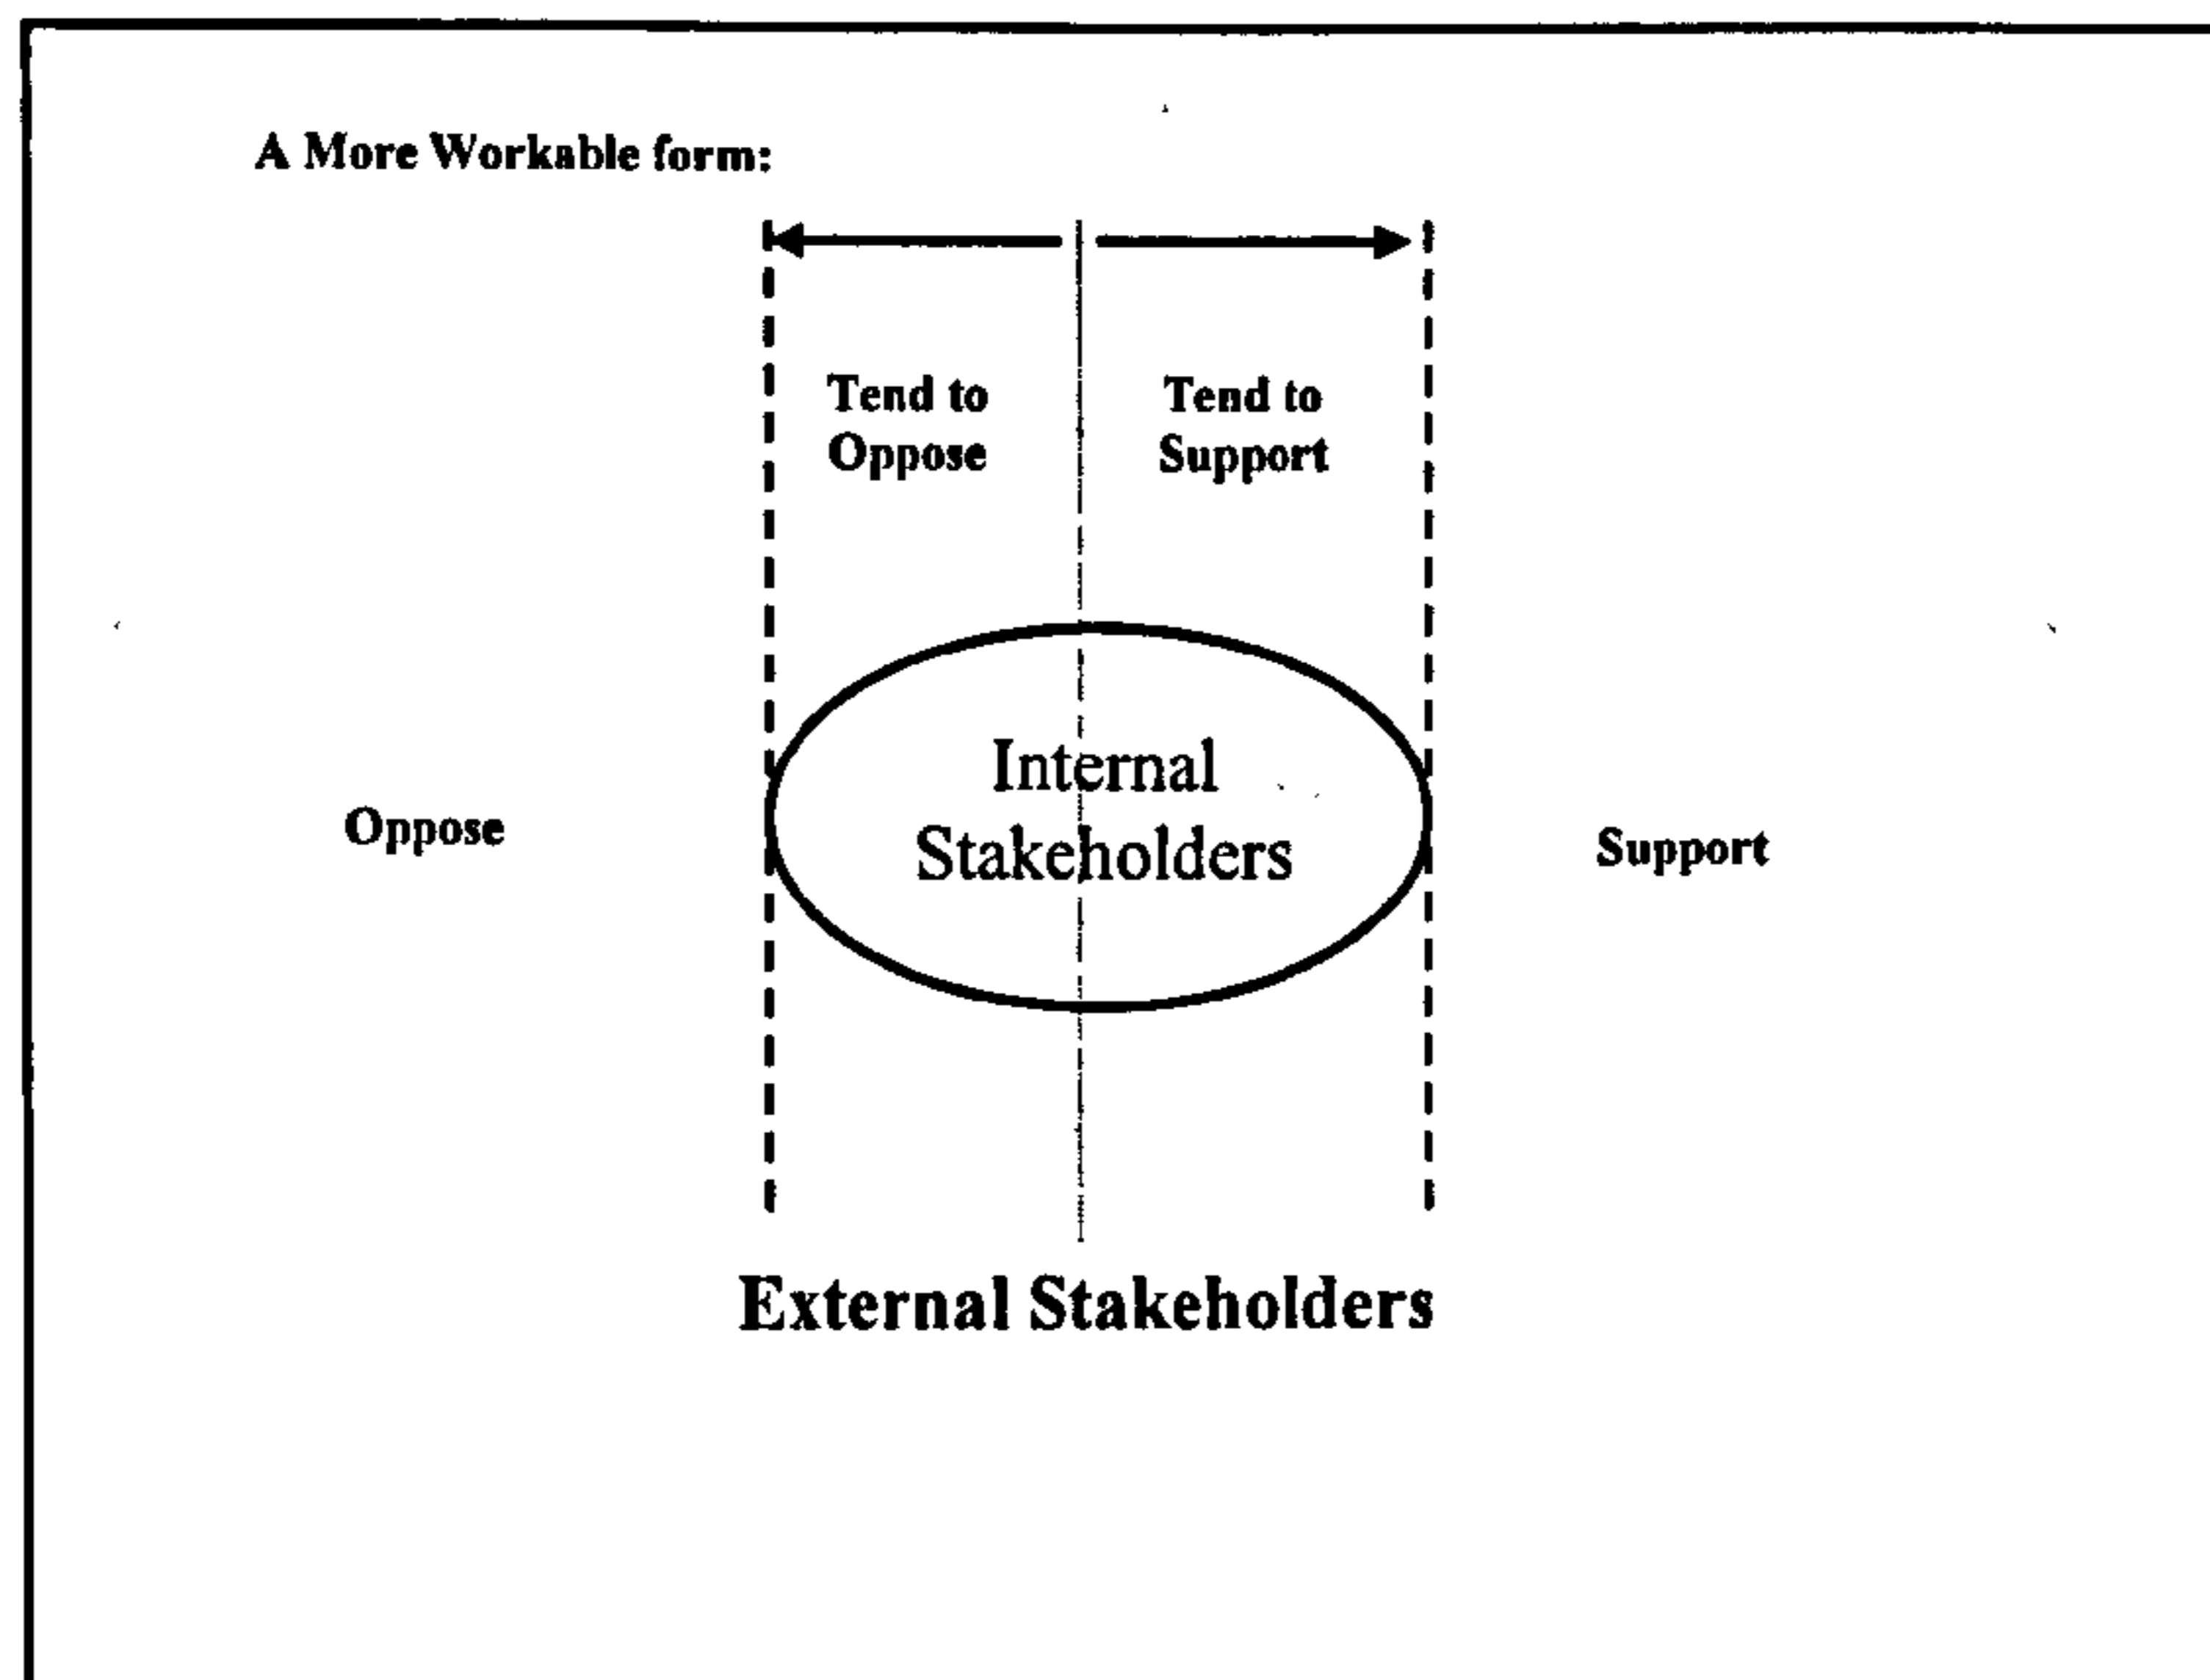 A More Workable form:
Tend to
Oppose
Tend to
Support
Internal
Stakeholders
Oppose
Support
External Stakeholders